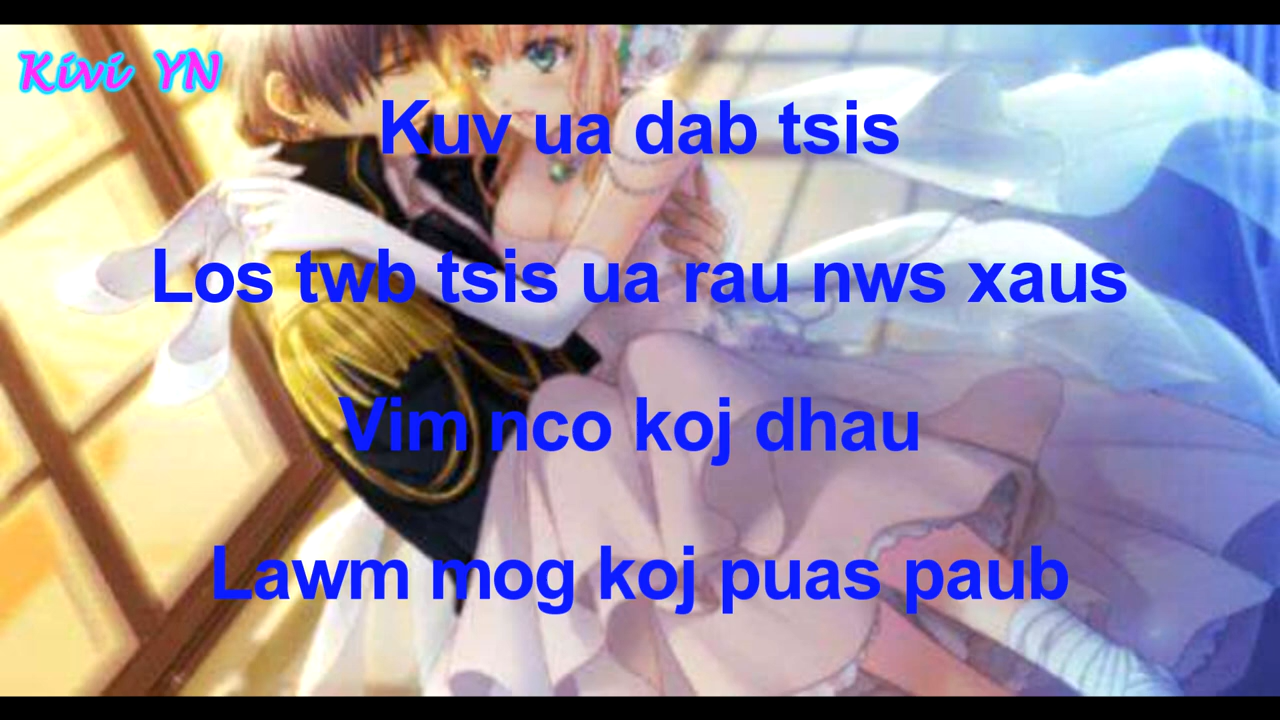 Kivi YN
Kuv ua dab tsis
Los twb tsis ua rau nws xaus
Vim nco koj dhau
Lawm mog koj puas paub